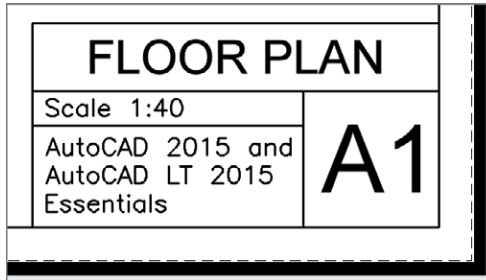 FLOOR PLAN
Scale 1:40
AutoCAD 2015 and
AutoCAD LT 2015
Essentials
A1